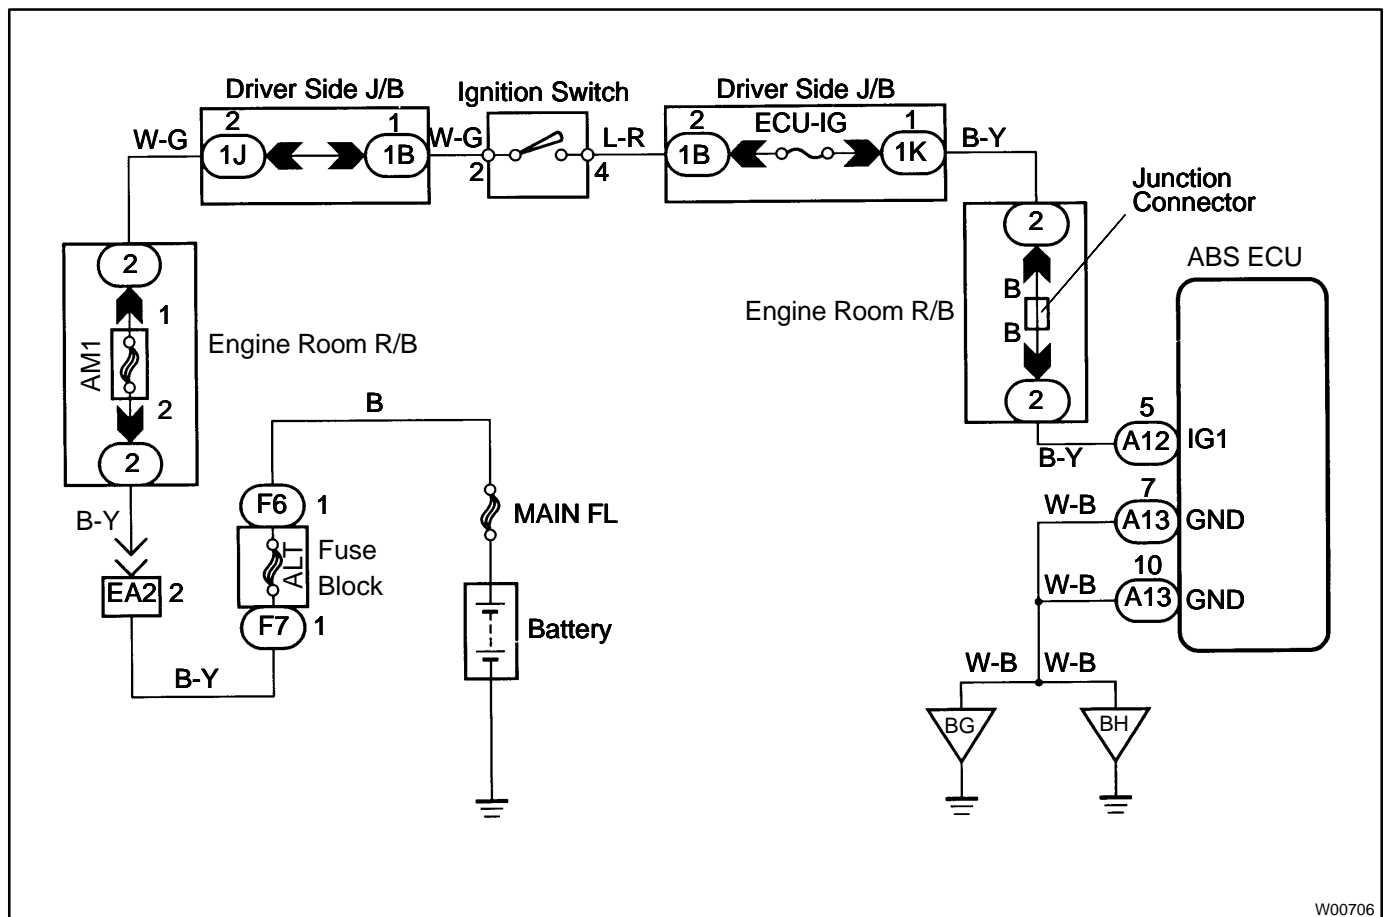 Driver Side J/B
Ignition Switch
Driver Side J/B
2
1
2
ECU-IG
1
W-G
1J
1B
W-G
2
4
L-R
1B
1K
B-Y
Junction
Connector
2
2
ABS ECU
1
B
AM1
Engine Room R/B
Engine Room R/B
B
2
B
2
5
2
B-Y
A12
IG1
7
F6
1
MAIN FL
W-B
A13
GND
B-Y
ALT
Fuse
Block
10
EA2
2
W-B
A13
GND
F7
1
Battery
B-Y
W-B
W-B
BG
BH
W00706